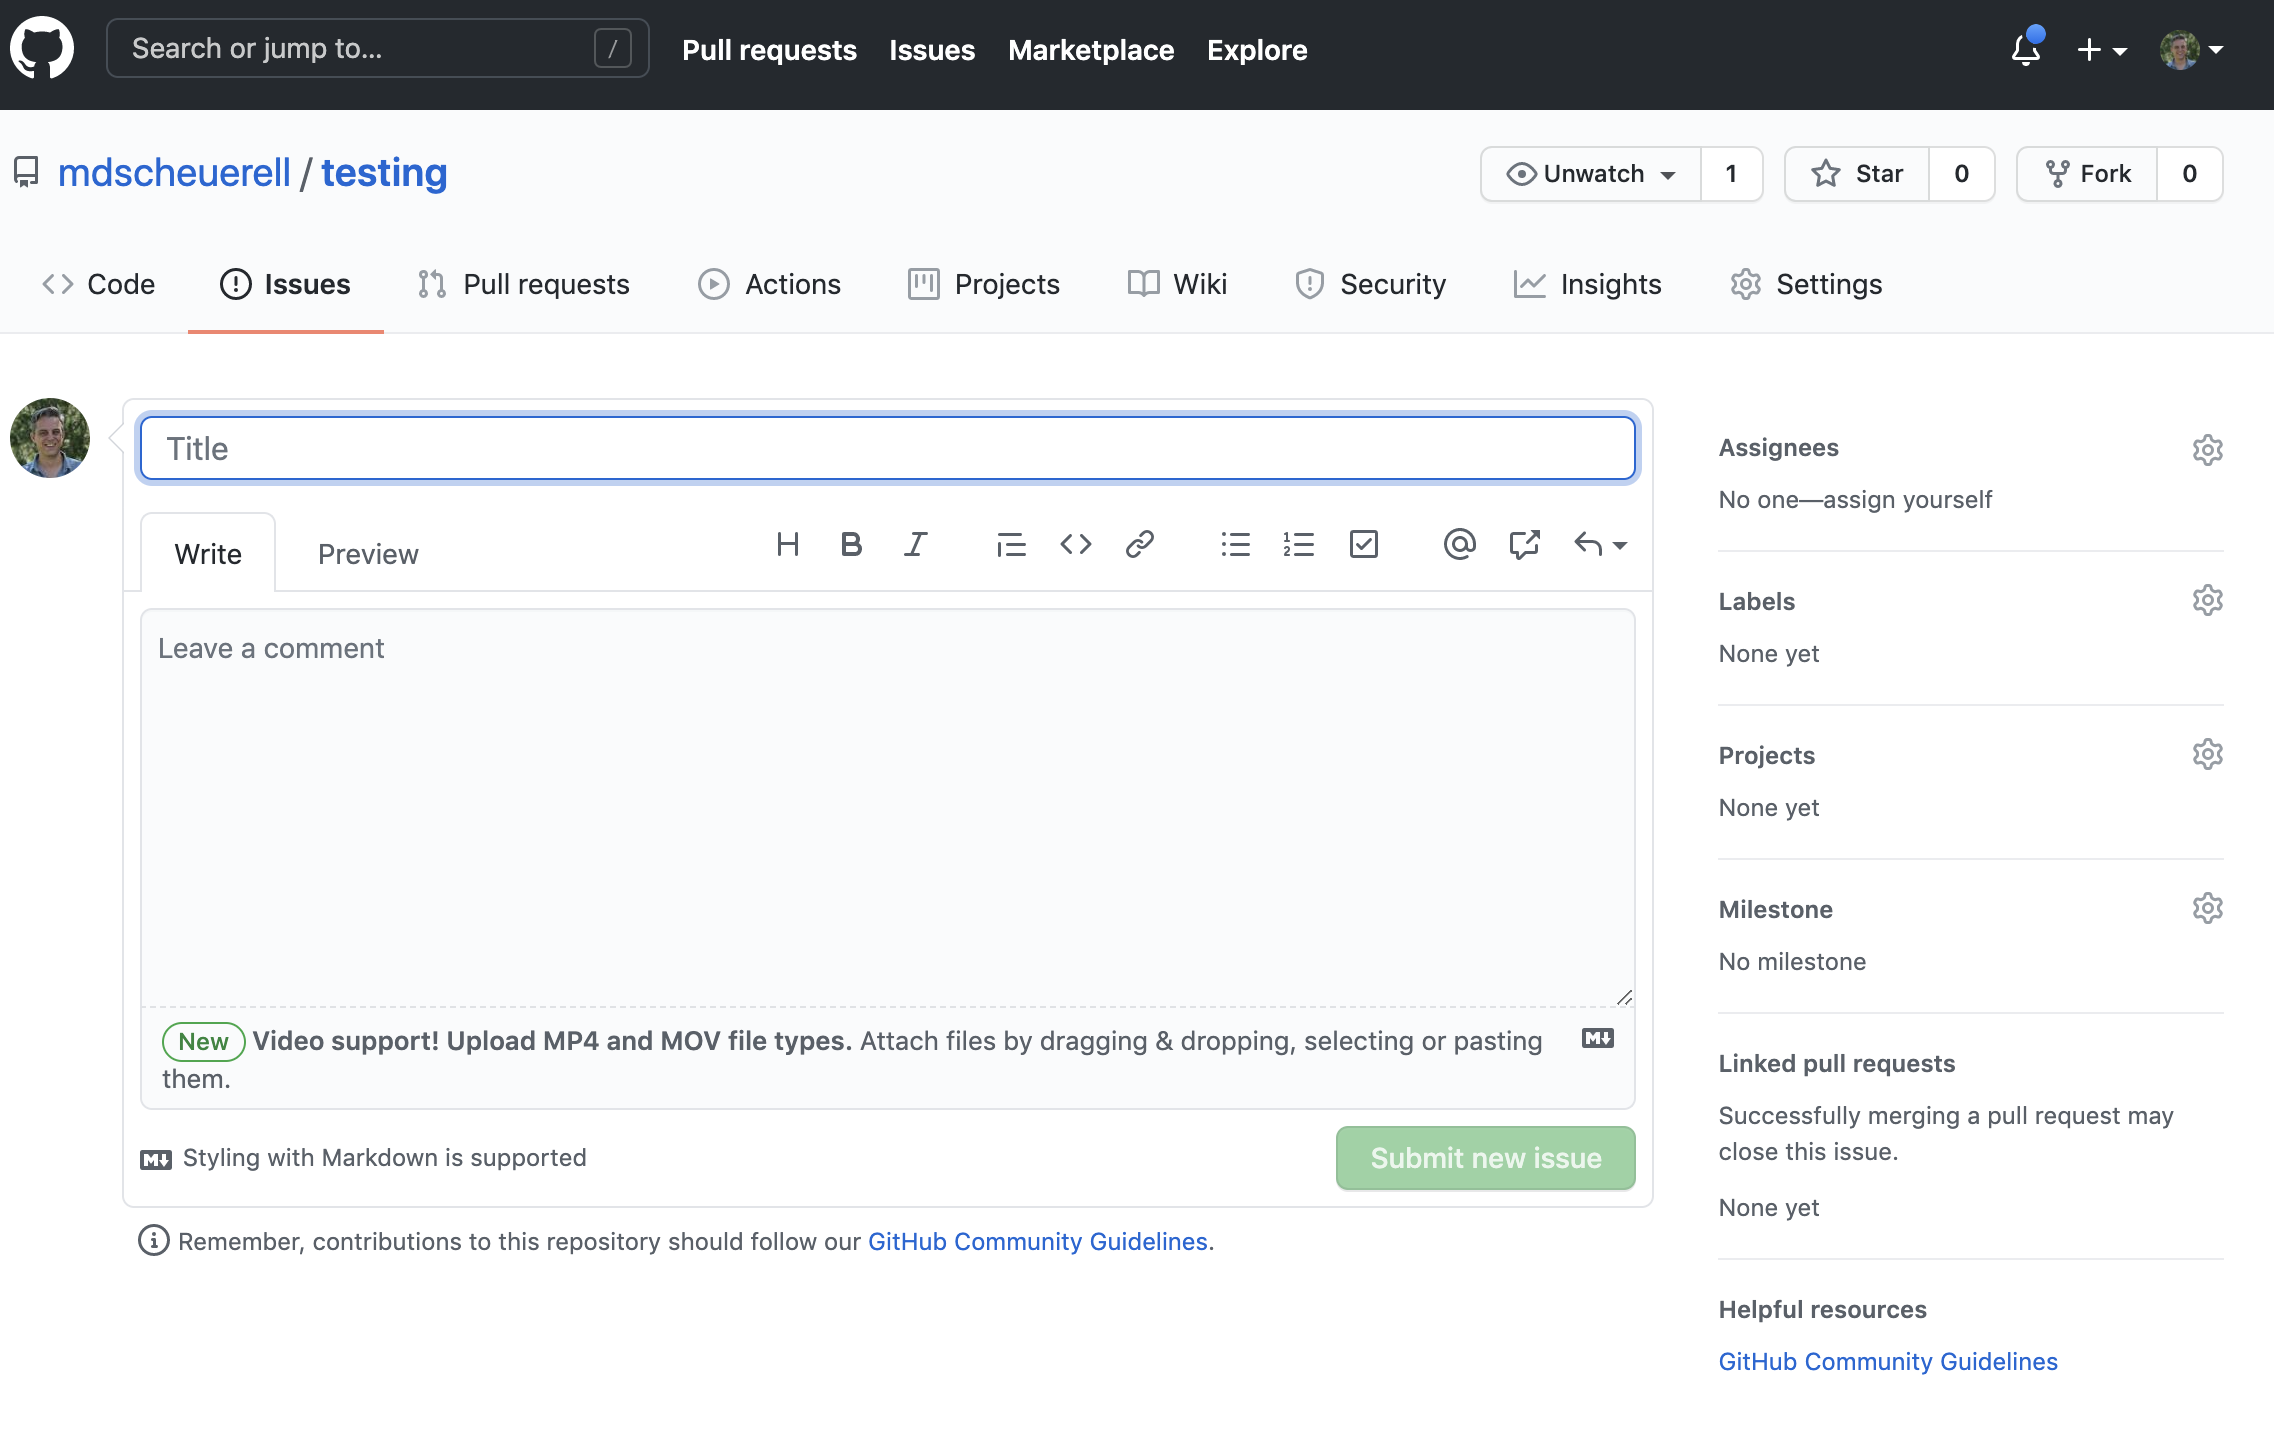 Search or jump to... /
Pull requests Issues Marketplace Explore
mdscheuerell / testing
Unwatch 1 Star 0 Fork 0
Code Issues Pull requests Actions Projects Wiki Security Insights Settings
Title
Write Preview
Leave a comment
New Video support! Upload MP4 and MOV file types. Attach files by dragging & dropping, selecting or pasting
them.
Styling with Markdown is supported
Submit new issue
Remember, contributions to this repository should follow our GitHub Community Guidelines.
Assignees
No one—assign yourself
Labels
None yet
Projects
None yet
Milestone
No milestone
Linked pull requests
Successfully merging a pull request may
close this issue.
None yet
Helpful resources
GitHub Community Guidelines